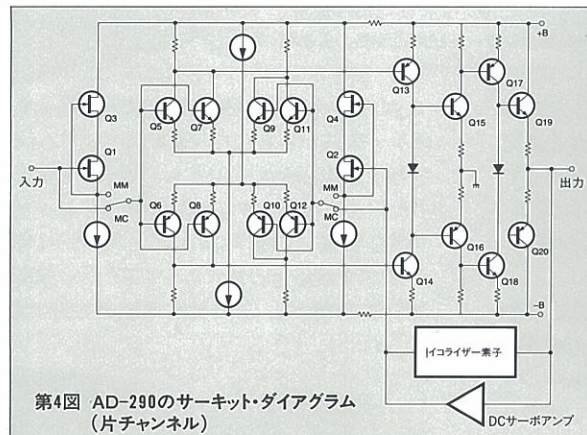 +B
Q17
Q13
Q3
Q5
Q7
Q9
Q11
Q4
Q15
Q19
Q1
Q2
入力
MM
MC
MM
MC
出力
Q6
Q8
Q10
Q12
Q16
Q20
Q14
Q18
−B
イコライザー素子
第4図 AD-290のサーキット・ダイアグラム
(片チャンネル)
DCサーボアンプ